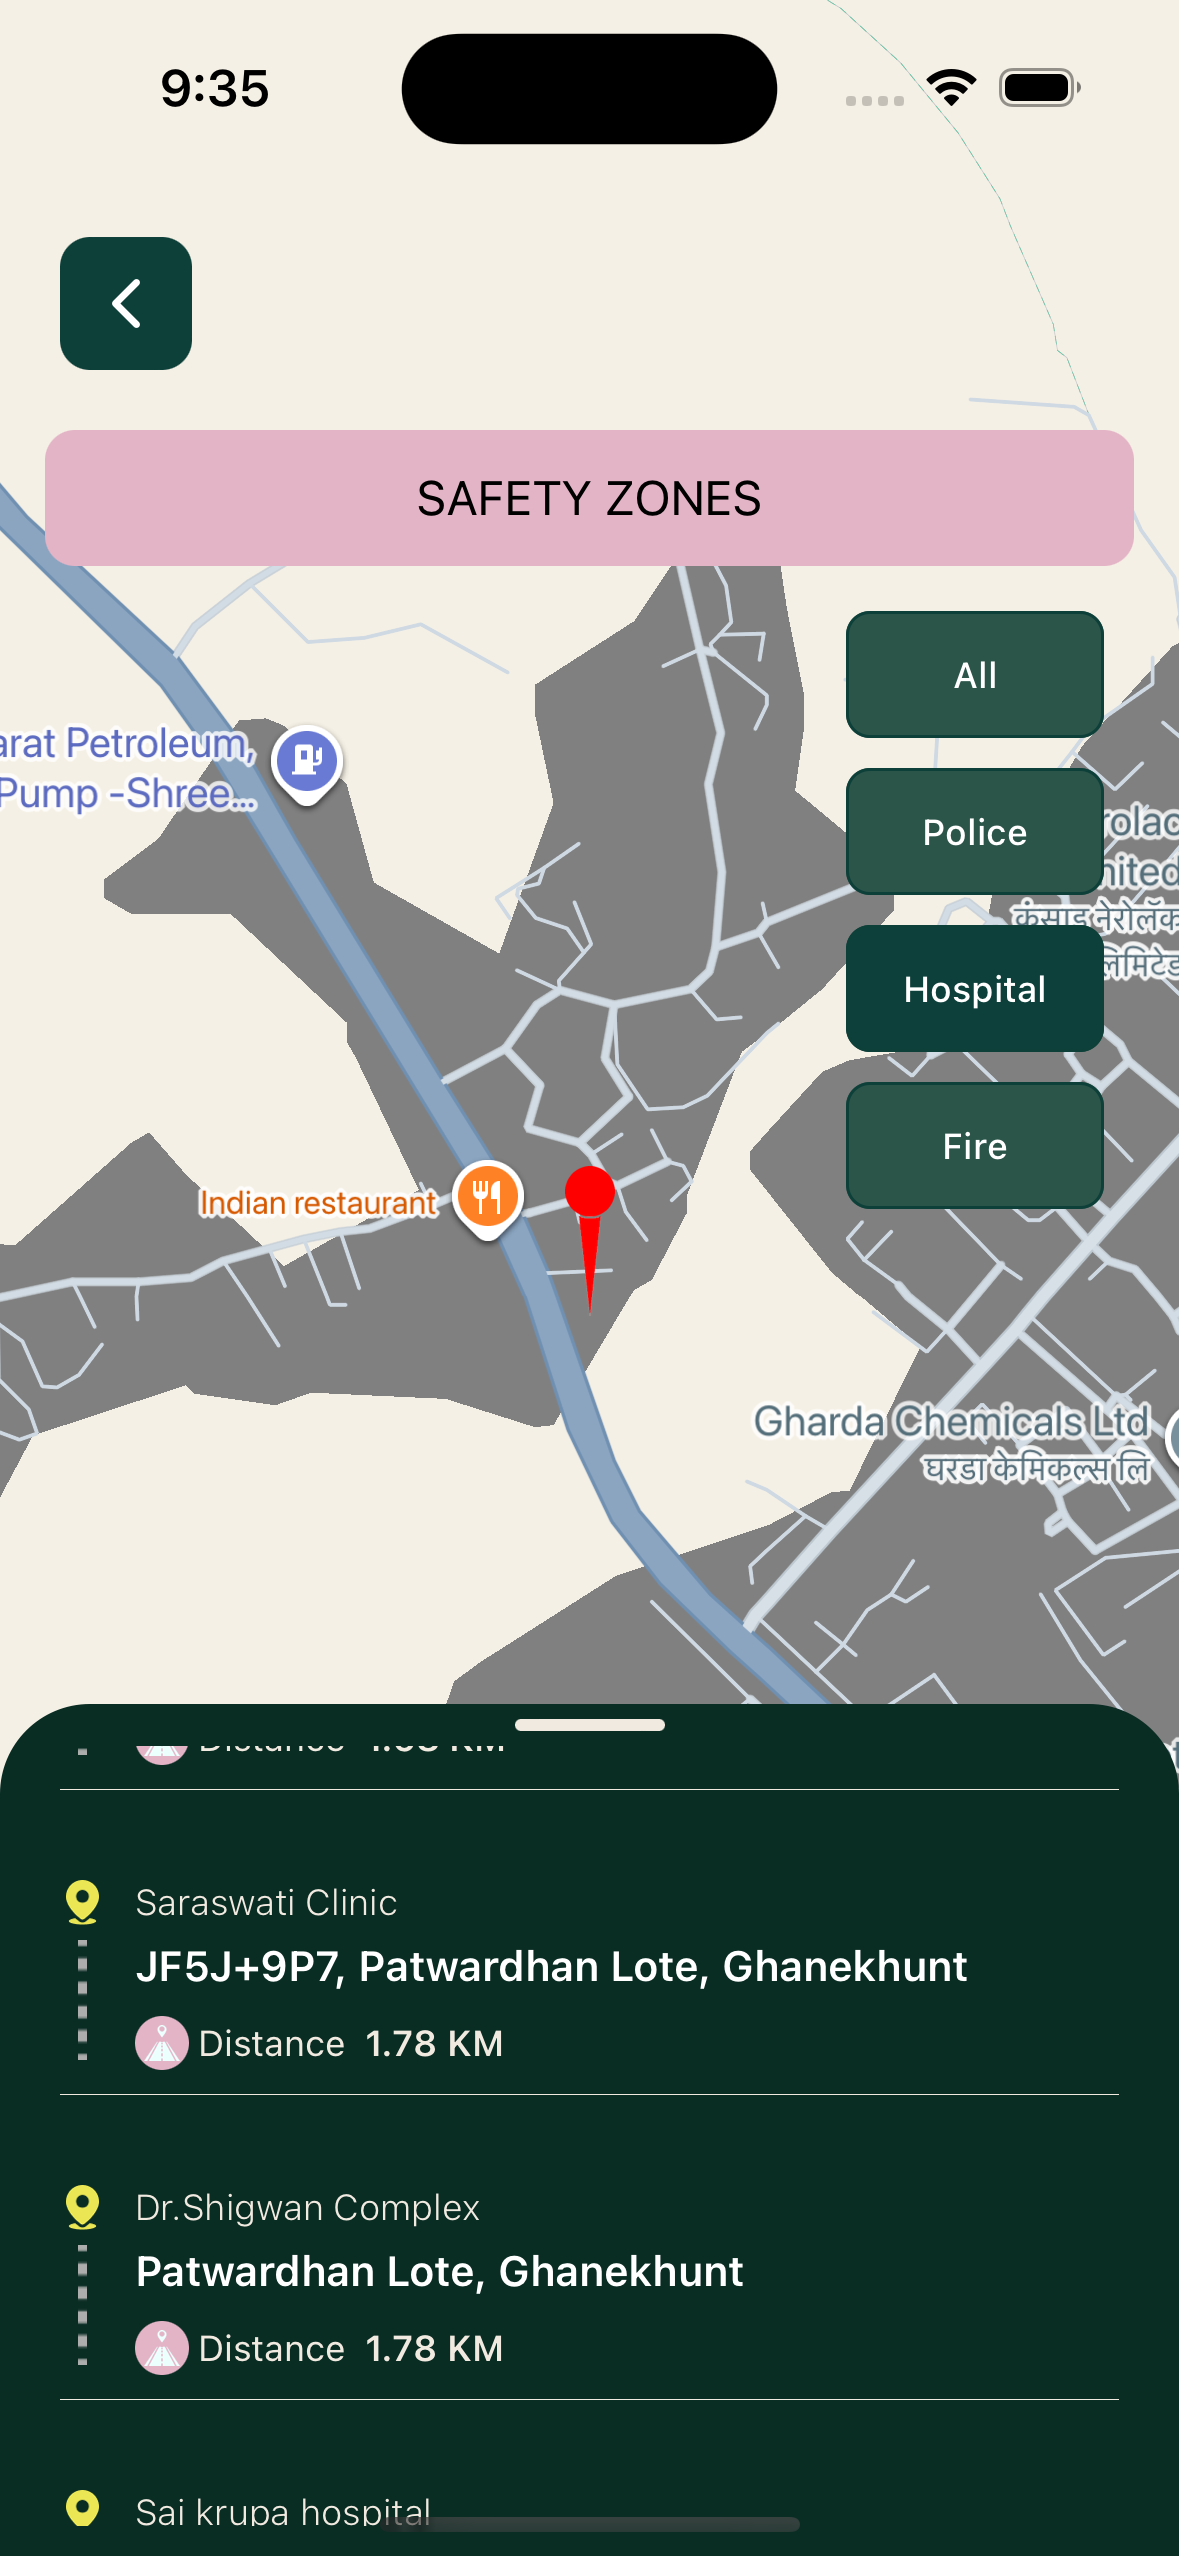 9:35
SAFETY ZONES
All
arat Petroleum,
Pump -Shree...
Police
rolac
nited
कंसाइ नेरोलॅक
लिमिटेड
Hospital
Fire
Indian restaurant
Gharda Chemicals Ltd
घरडा केमिकल्स लि
Distance
Saraswati Clinic
JF5J+9P7, Patwardhan Lote, Ghanekhunt
Distance 1.78 KM
Dr.Shigwan Complex
Patwardhan Lote, Ghanekhunt
Distance 1.78 KM
Sai krupa hospital